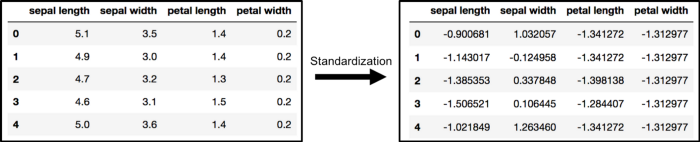 sepal length sepal width petal length petal width
0 5.1 3.5 1.4 0.2
1 4.9 3.0 1.4 0.2
2 4.7 3.2 1.3 0.2
3 4.6 3.1 1.5 0.2
4 5.0 3.6 1.4 0.2
Standardization
sepal length sepal width petal length petal width
0 -0.900681 1.032057 -1.341272 -1.312977
1 -1.143017 -0.124958 -1.341272 -1.312977
2 -1.385353 0.337848 -1.398138 -1.312977
3 -1.506521 0.106445 -1.284407 -1.312977
4 -1.021849 1.263460 -1.341272 -1.312977